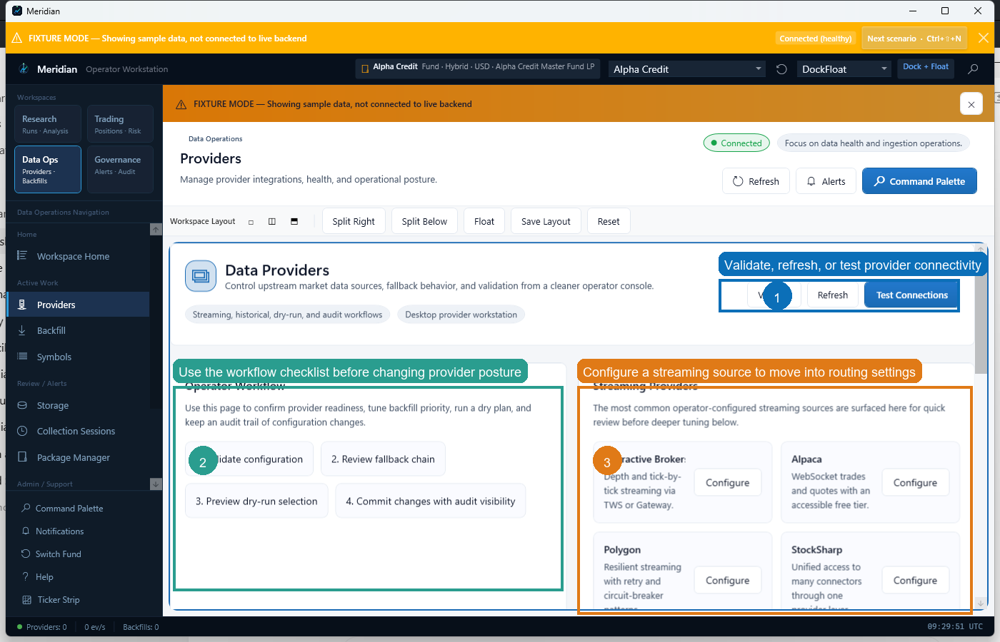 Meridian
FIXTURE MODE — Showing sample data, not connected to live backend
Connected (healthy)
Next scenario · Ctrl+⇧+N
Meridian
Operator Workstation
Alpha Credit Fund · Hybrid · USD · Alpha Credit Master Fund LP
Alpha Credit
DockFloat
Dock + Float
Workspaces
Research
Runs · Analysis
Trading
Positions · Risk
Data Ops
Providers ·
Backfills
Governance
Alerts · Audit
Data Operations Navigation
Home
Workspace Home
Active Work
Providers
Backfill
Symbols
Review / Alerts
Storage
Collection Sessions
Package Manager
Admin / Support
Command Palette
Notifications
Switch Fund
Help
Ticker Strip
FIXTURE MODE — Showing sample data, not connected to live backend
Data Operations
Providers
Manage provider integrations, health, and operational posture.
Connected
Focus on data health and ingestion operations.
Refresh
Alerts
Command Palette
Workspace Layout
Split Right
Split Below
Float
Save Layout
Reset
Data Providers
Control upstream market data sources, fallback behavior, and validation from a cleaner operator console.
Streaming, historical, dry-run, and audit workflows
Desktop provider workstation
Validate, refresh, or test provider connectivity
1
Refresh
Test Connections
Use the workflow checklist before changing provider posture
Operator Workflow
Use this page to confirm provider readiness, tune backfill priority, run a dry plan, and
keep an audit trail of configuration changes.
2
configuration
2. Review fallback chain
3. Preview dry-run selection
4. Commit changes with audit visibility
Configure a streaming source to move into routing settings
Streaming Providers
The most common operator-configured streaming sources are surfaced here for quick
review before deeper tuning below.
3
Depth and tick-by-
tick streaming via
TWS or Gateway.
Configure
Alpaca
WebSocket trades
and quotes with an
accessible free tier.
Configure
Polygon
Resilient streaming
with retry and
circuit-breaker
Configure
StockSharp
Unified access to
many connectors
through one
Configure
Providers: 0
0 ev/s
Backfills: 0
09:29:51 UTC